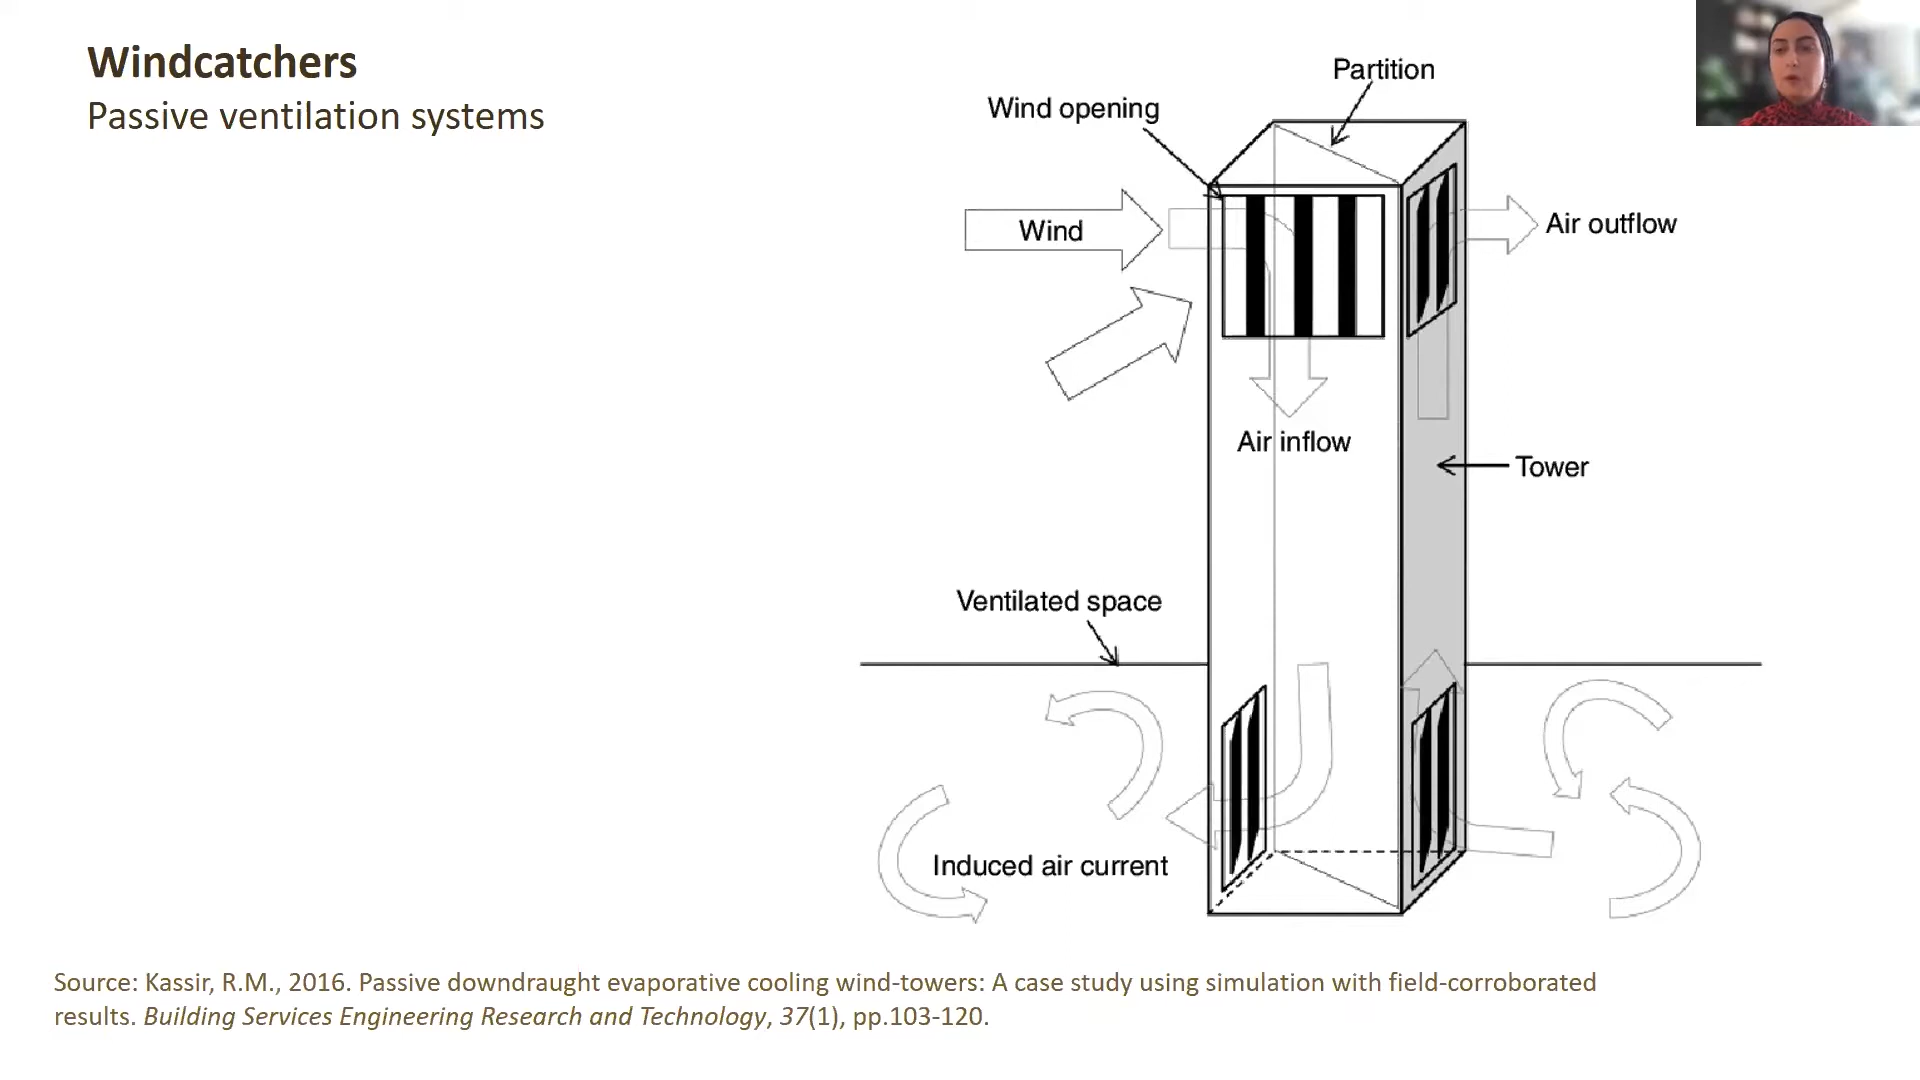 Windcatchers
Passive ventilation systems
Partition
Wind opening
Wind
Air outflow
Air inflow
Tower
Ventilated space
Induced air current
Source: Kassir, R.M., 2016. Passive downdraught evaporative cooling wind-towers: A case study using simulation with field-corroborated
results. Building Services Engineering Research and Technology, 37(1), pp.103-120.